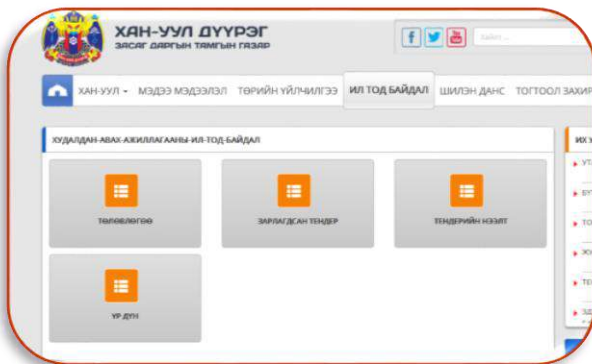 ХАН-УУЛ ДҮҮРЭГ
ЗАСАГ ДАРГЫН ТАМГЫН ГАЗАР
ХАН-УУЛ МЭДЭЭ МЭДЭЭЛЭЛ ТӨРИЙН ҮЙЛЧИЛГЭЭ ИЛ ТОД БАЙДАЛ ШИЛЭН ДАНС ТОГТООЛ ЗАХИР
ХУДАЛДАН-АВАХ-АЖИЛЛАГААНЫ-ИЛ-ТОД-БАЙДАЛ
ТӨЛӨВЛӨГӨӨ
ЗАРЛАГДСАН ТЕНДЕР
ТЕНДЕРИЙН НЭЭЛТ
ҮР ДҮН